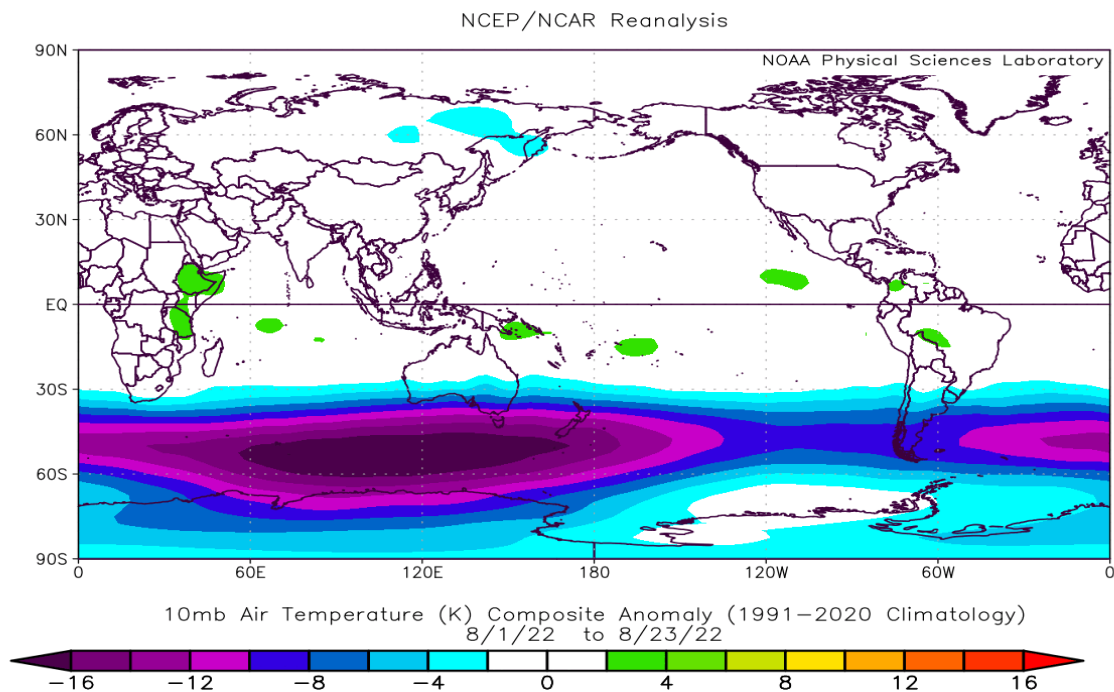 NCEP/NCAR Reanalysis
NOAA Physical Sciences Laboratory
90N
60N
30N
EQ
30S
60S
90S
0 60E 120E 180 120W 60W 0
10mb Air Temperature (K) Composite Anomaly (1991−2020 Climatology)
8/1/22 to 8/23/22
−16 −12 −8 −4 0 4 8 12 16